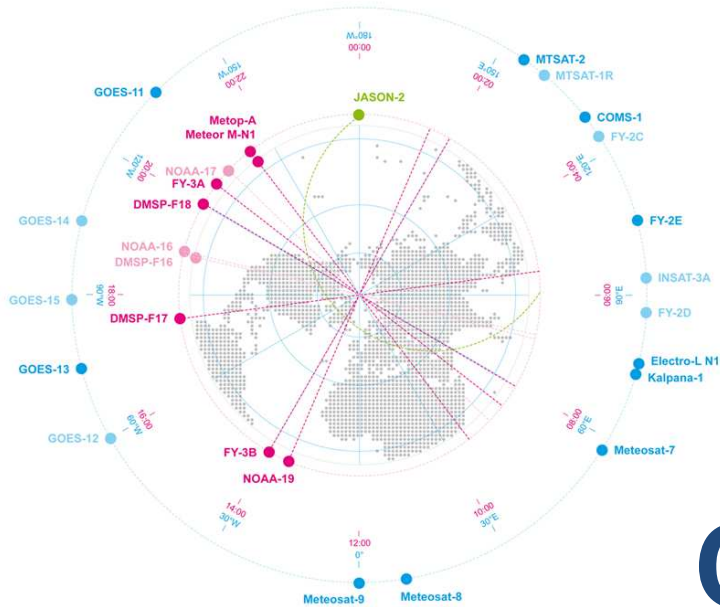 180°W
00:00
150°W
22:00
150°E
02:00
MTSAT-2
MTSAT-1R
GOES-11
JASON-2
COMS-1
FY-2C
Metop-A
Meteor M-N1
120°W
20:00
NOAA-17
FY-3A
120°E
04:00
DMSP-F18
GOES-14
FY-2E
NOAA-16
DMSP-F16
INSAT-3A
90°W
18:00
06:00
90°E
GOES-15
FY-2D
DMSP-F17
Electro-L N1
Kalpana-1
GOES-13
60°W
16:00
08:00
60°E
GOES-12
Meteosat-7
FY-3B
NOAA-19
14:00
30°W
10:00
30°E
12:00
0°
Meteosat-9
Meteosat-8